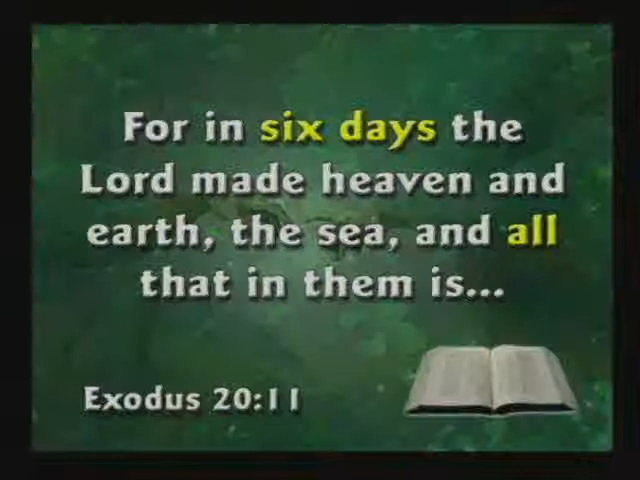 For in six days the
Lord made heaven and
earth, the sea, and all
that in them is...
Exodus 20:11